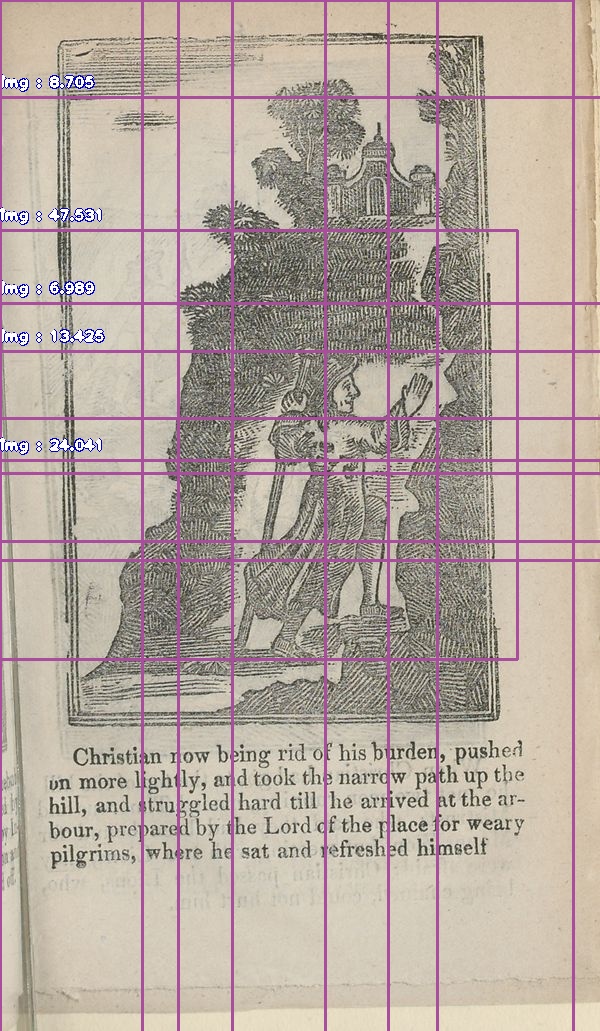 Img : 8.705
Img : 47.531
Img : 6.989
Img : 13.425
Img : 24.041
Christian now being rid of his burden, pushed
on more lightly, and took the narrow path up the
hill, and struggled hard till he arrived at the ar-
bour, prepared by the Lord of the place for weary
pilgrims, where he sat and refreshed himself